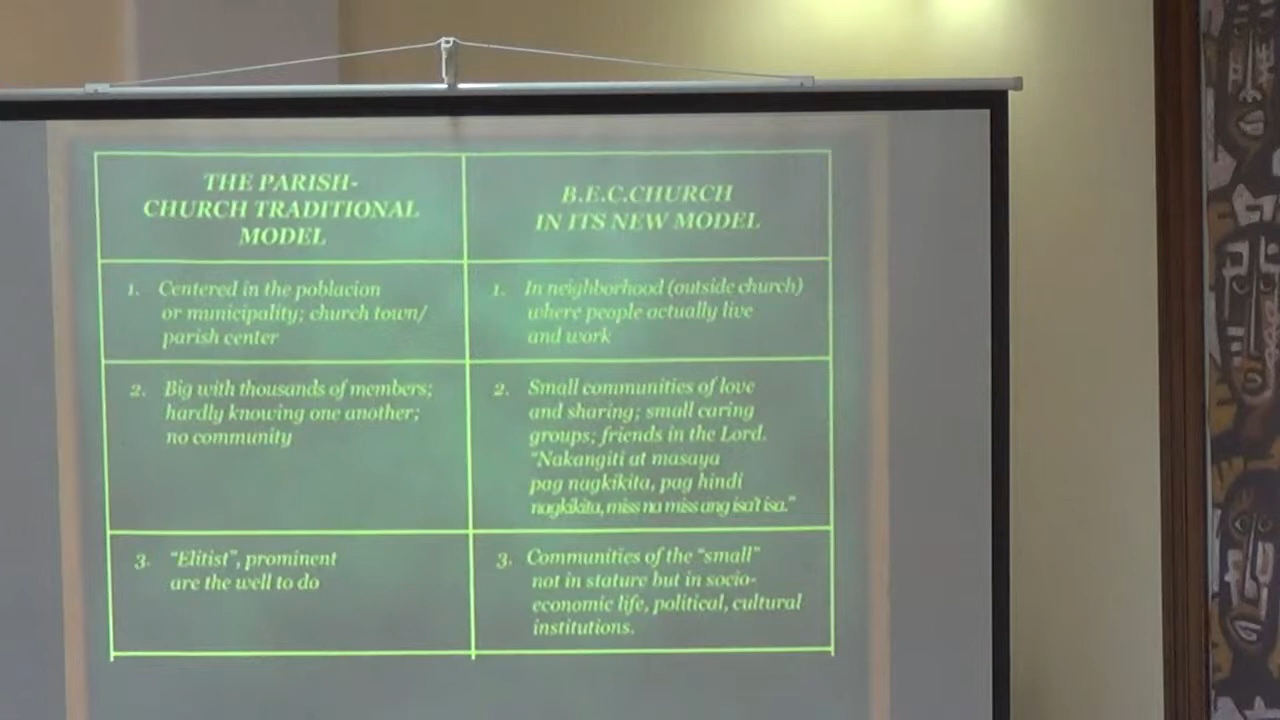 THE PARISH-
CHURCH TRADITIONAL
MODEL
B.E.C.CHURCH
IN ITS NEW MODEL
1. Centered in the poblacion
or municipality; church town/
parish center
1. In neighborhood (outside church)
where people actually live
and work
2. Big with thousands of members;
hardly knowing one another;
no community
2. Small communities of love
and sharing; small caring
groups; friends in the Lord.
"Nakangiti at masaya
pag nagkikita, pag hindi
nagkikita, miss na miss ang isa't isa."
3. "Elitist", prominent
are the well to do
3. Communities of the "small"
not in stature but in socio-
economic life, political, cultural
institutions.